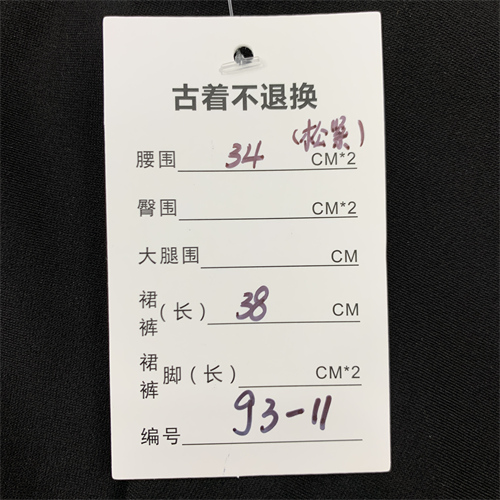 古着不退换
(松紧)
腰围 34 CM*2
臀围 CM*2
大腿围 CM
裙裤(长) 38 CM
裙裤脚(长) CM*2
编号 93-11